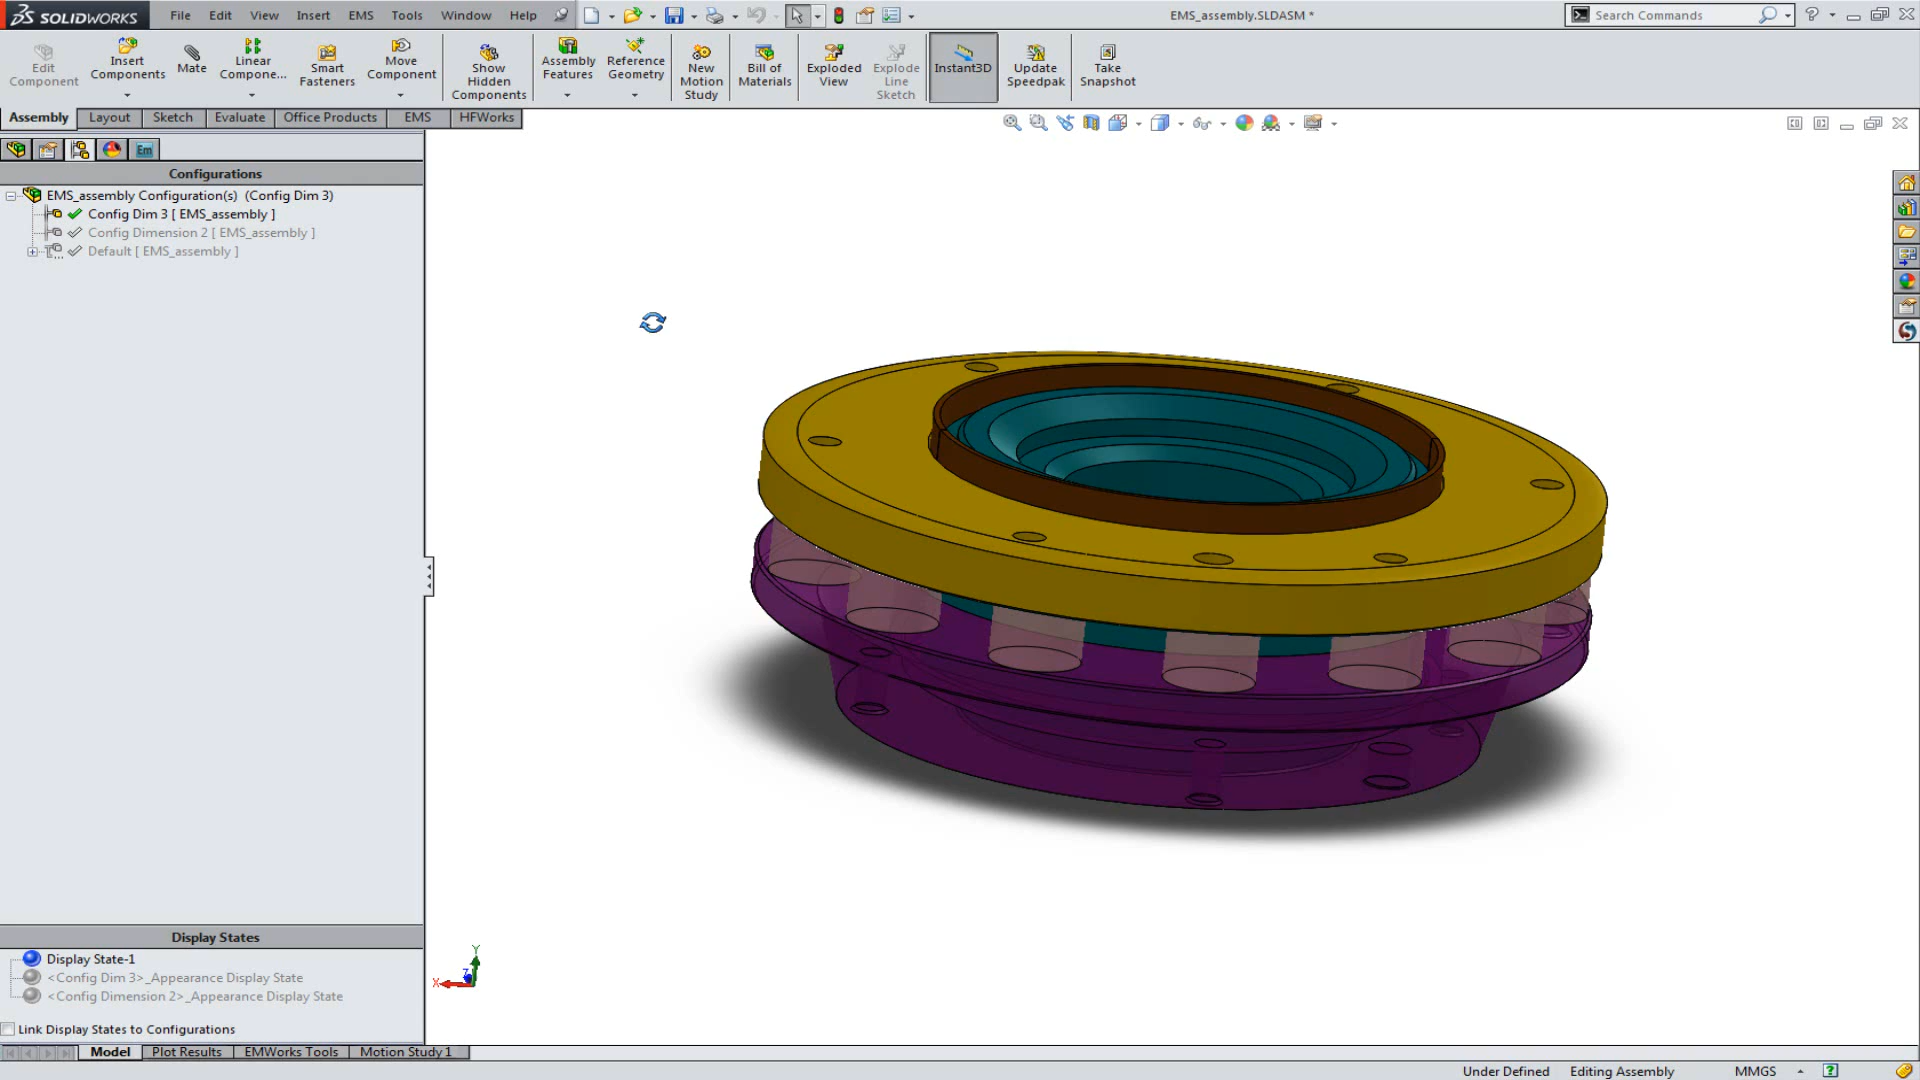 SOLIDWORKS File Edit View Insert EMS Tools Window Help EMS_assembly.SLDASM * Search Commands
Edit Component
Insert Components
Mate
Linear Compone...
Smart Fasteners
Move Component
Show Hidden Components
Assembly Features
Reference Geometry
New Motion Study
Bill of Materials
Exploded View
Explode Line Sketch
Instant3D
Update Speedpak
Take Snapshot
Assembly Layout Sketch Evaluate Office Products EMS HFWorks
Em
Configurations
EMS_assembly Configuration(s) (Config Dim 3)
Config Dim 3 [ EMS_assembly ]
Config Dimension 2 [ EMS_assembly ]
Default [ EMS_assembly ]
Display States
Display State-1
<Config Dim 3>_Appearance Display State
<Config Dimension 2>_Appearance Display State
Link Display States to Configurations
Y
Z
X
Model Plot Results EMWorks Tools Motion Study 1
Under Defined Editing Assembly MMGS